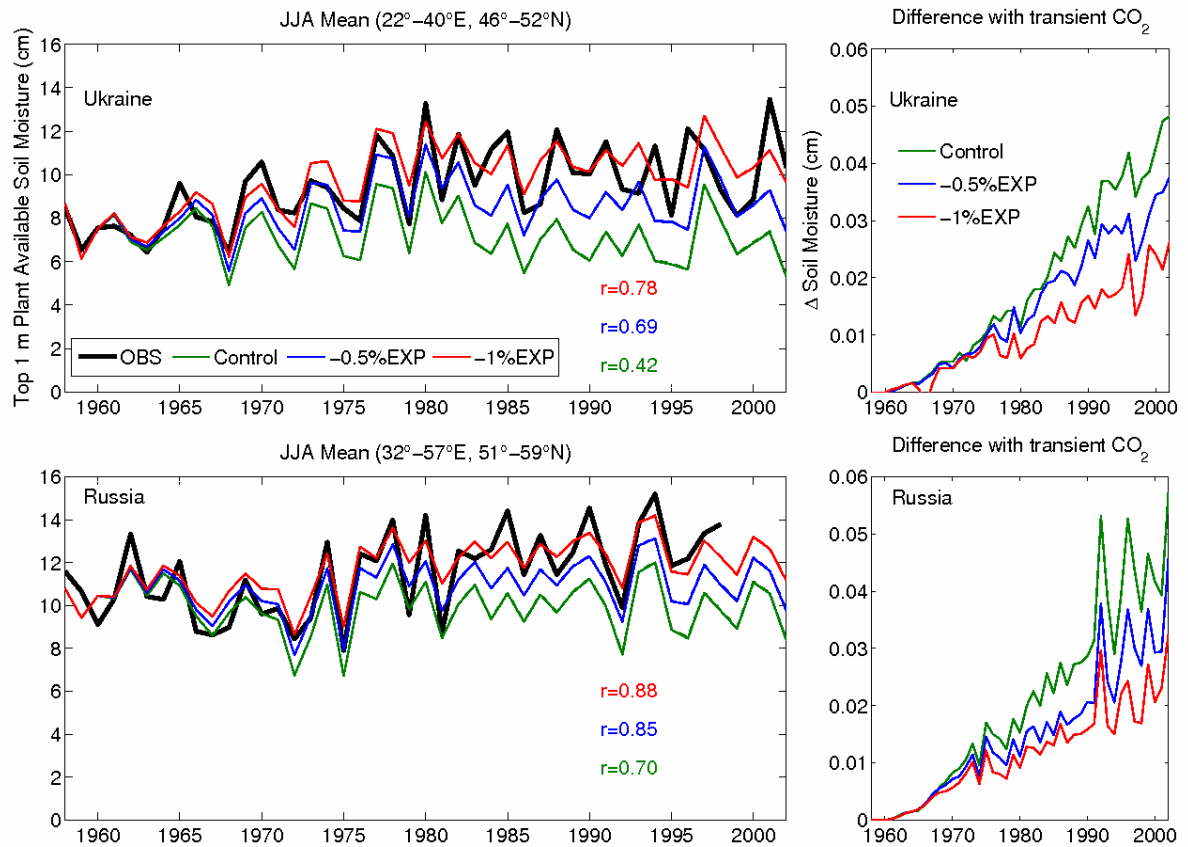 JJA Mean (22°−40°E, 46°−52°N)
Top 1 m Plant Available Soil Moisture (cm)
16
14
12
10
8
6
4
2
0
Ukraine
r=0.78
r=0.69
r=0.42
OBS Control −0.5%EXP −1%EXP
1960 1965 1970 1975 1980 1985 1990 1995 2000
Difference with transient CO2
Δ Soil Moisture (cm)
0.06
0.05
0.04
0.03
0.02
0.01
0
Ukraine
Control
−0.5%EXP
−1%EXP
1960 1970 1980 1990 2000
JJA Mean (32°−57°E, 51°−59°N)
16
14
12
10
8
6
4
2
0
Russia
r=0.88
r=0.85
r=0.70
1960 1965 1970 1975 1980 1985 1990 1995 2000
Difference with transient CO2
0.06
0.05
0.04
0.03
0.02
0.01
0
Russia
1960 1970 1980 1990 2000